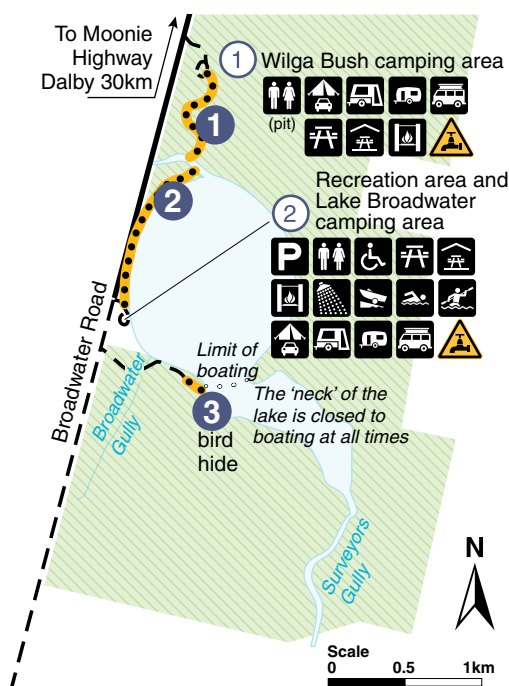 To Moonie
Highway
Dalby 30km
1 Wilga Bush camping area
(pit)
1
2
Recreation area and
Lake Broadwater
camping area
2
P
Broadwater Road
Broadwater
Gully
Limit of
boating
The ‘neck’ of the
lake is closed to
boating at all times
3
bird
hide
Surveyors
Gully
N
Scale
0 0.5 1km